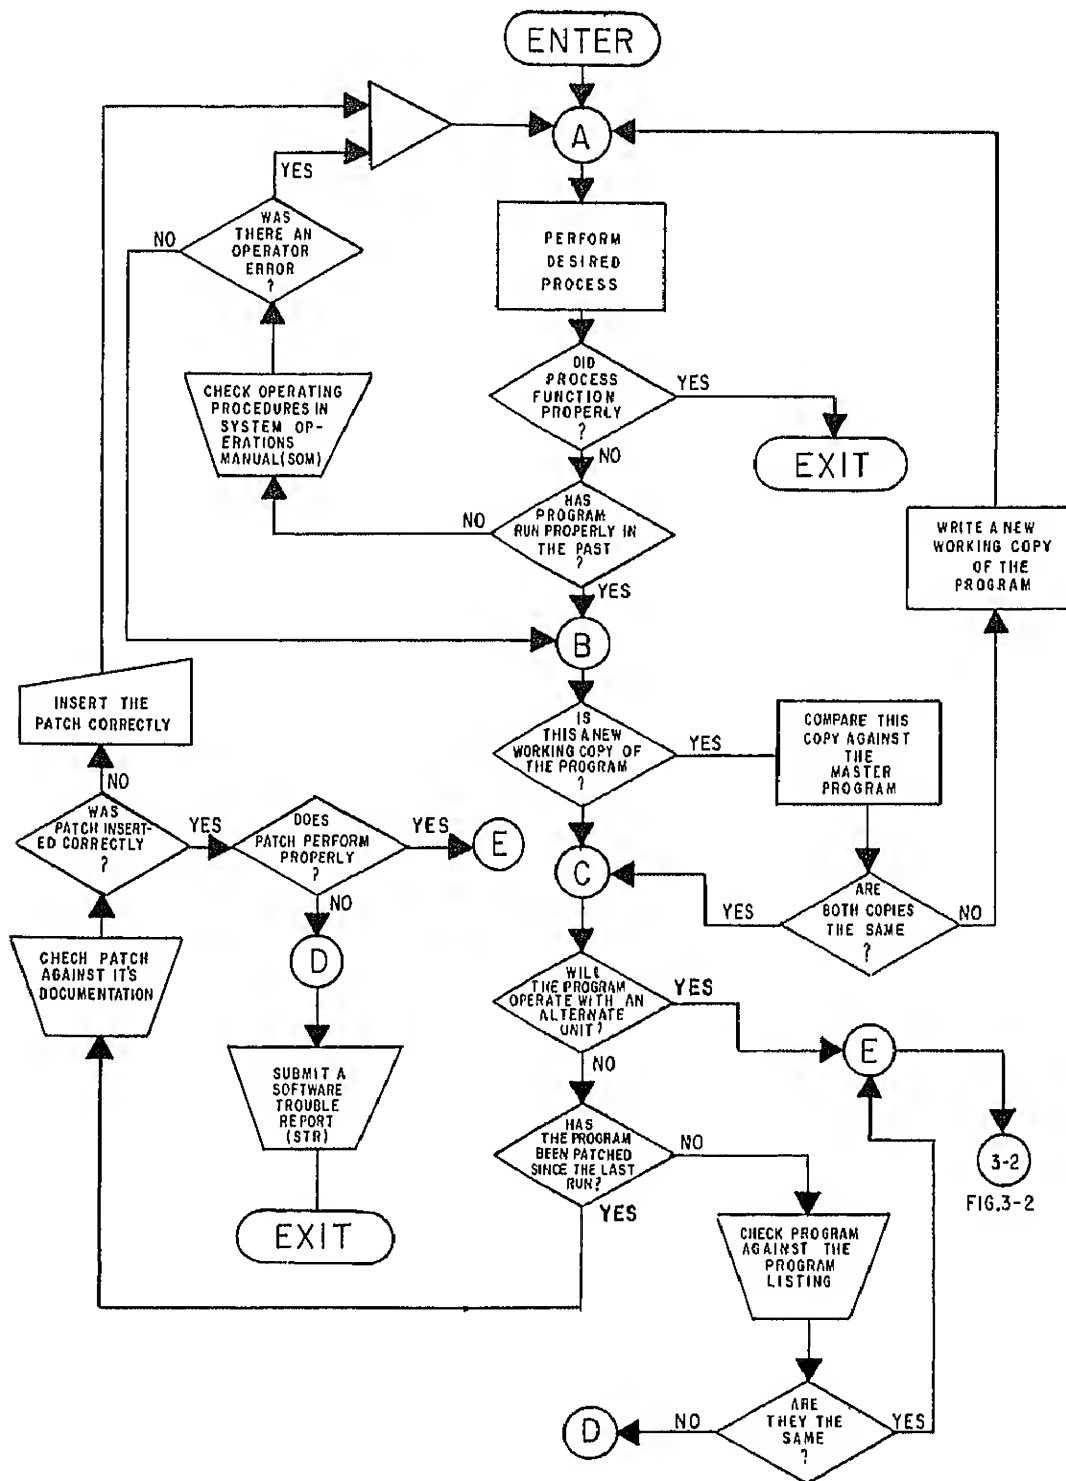 ENTER
A
YES
WAS
THERE AN
OPERATOR
ERROR
?
NO
PERFORM
DESIRED
PROCESS
DID
PROCESS
FUNCTION
PROPERLY
?
YES
NO
EXIT
CHECK OPERATING
PROCEDURES IN
SYSTEM OP-
ERATIONS
MANUAL(SOM)
HAS
PROGRAM
RUN PROPERLY IN
THE PAST
?
NO
YES
WRITE A NEW
WORKING COPY
OF THE
PROGRAM
B
INSERT THE
PATCH CORRECTLY
IS
THIS A NEW
WORKING COPY OF
THE PROGRAM
?
YES
COMPARE THIS
COPY AGAINST
THE
MASTER
PROGRAM
NO
WAS
PATCH INSERT-
ED CORRECTLY
?
YES
DOES
PATCH PERFORM
PROPERLY
?
YES
E
NO
C
ARE
BOTH COPIES
THE SAME
?
YES
NO
D
CHECH PATCH
AGAINST IT'S
DOCUMENTATION
WILL
THE PROGRAM
OPERATE WITH AN
ALTERNATE
UNIT?
YES
NO
E
SUBMIT A
SOFTWARE
TROUBLE
REPORT
(STR)
HAS
THE PROGRAM
BEEN PATCHED
SINCE THE LAST
RUN?
NO
YES
3-2
FIG.3-2
EXIT
CHECK PROGRAM
AGAINST THE
PROGRAM
LISTING
ARE
THEY THE
SAME
?
NO
YES
D